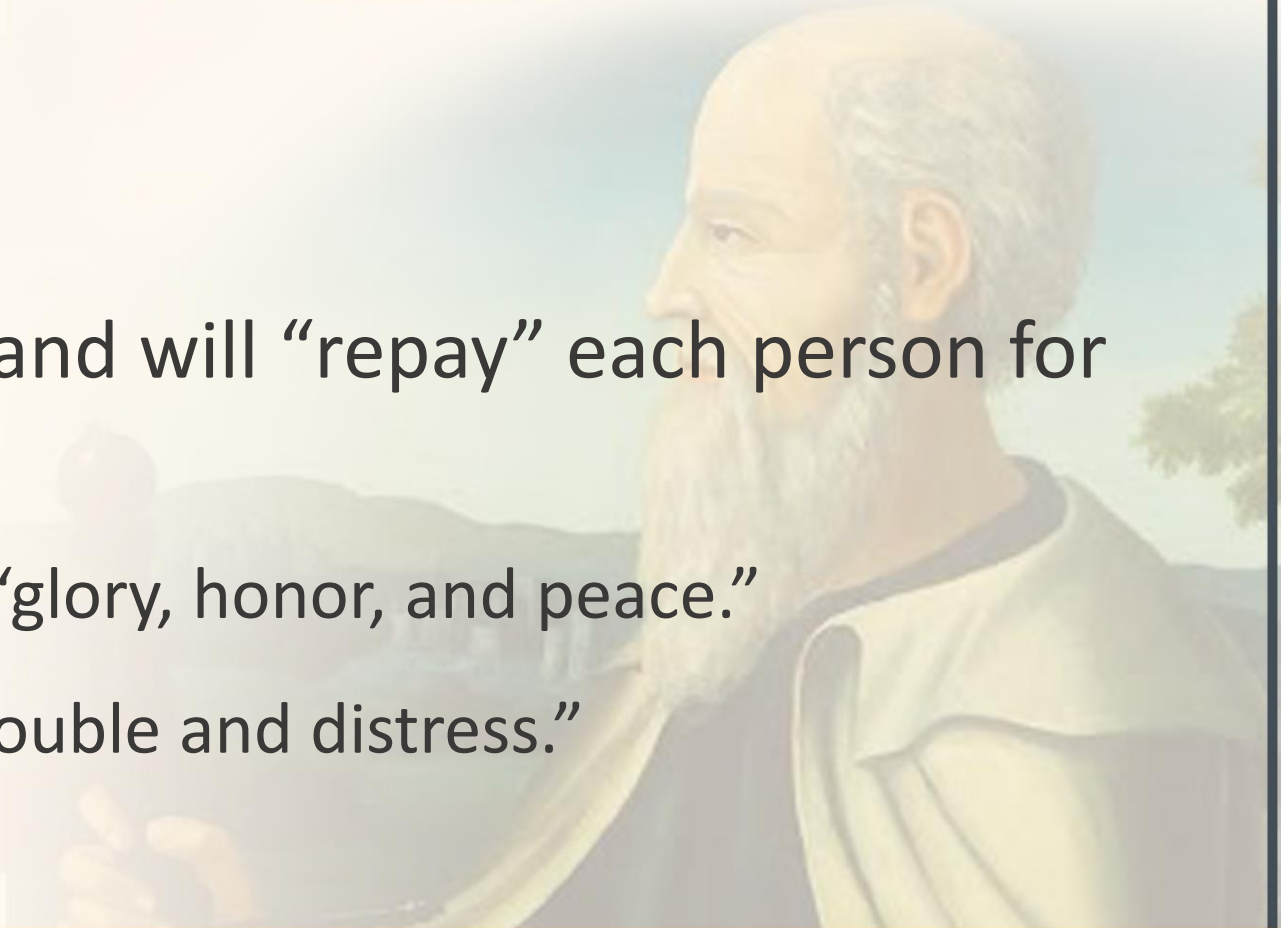 and will “repay” each person for
“glory, honor, and peace.”
ouble and distress.”